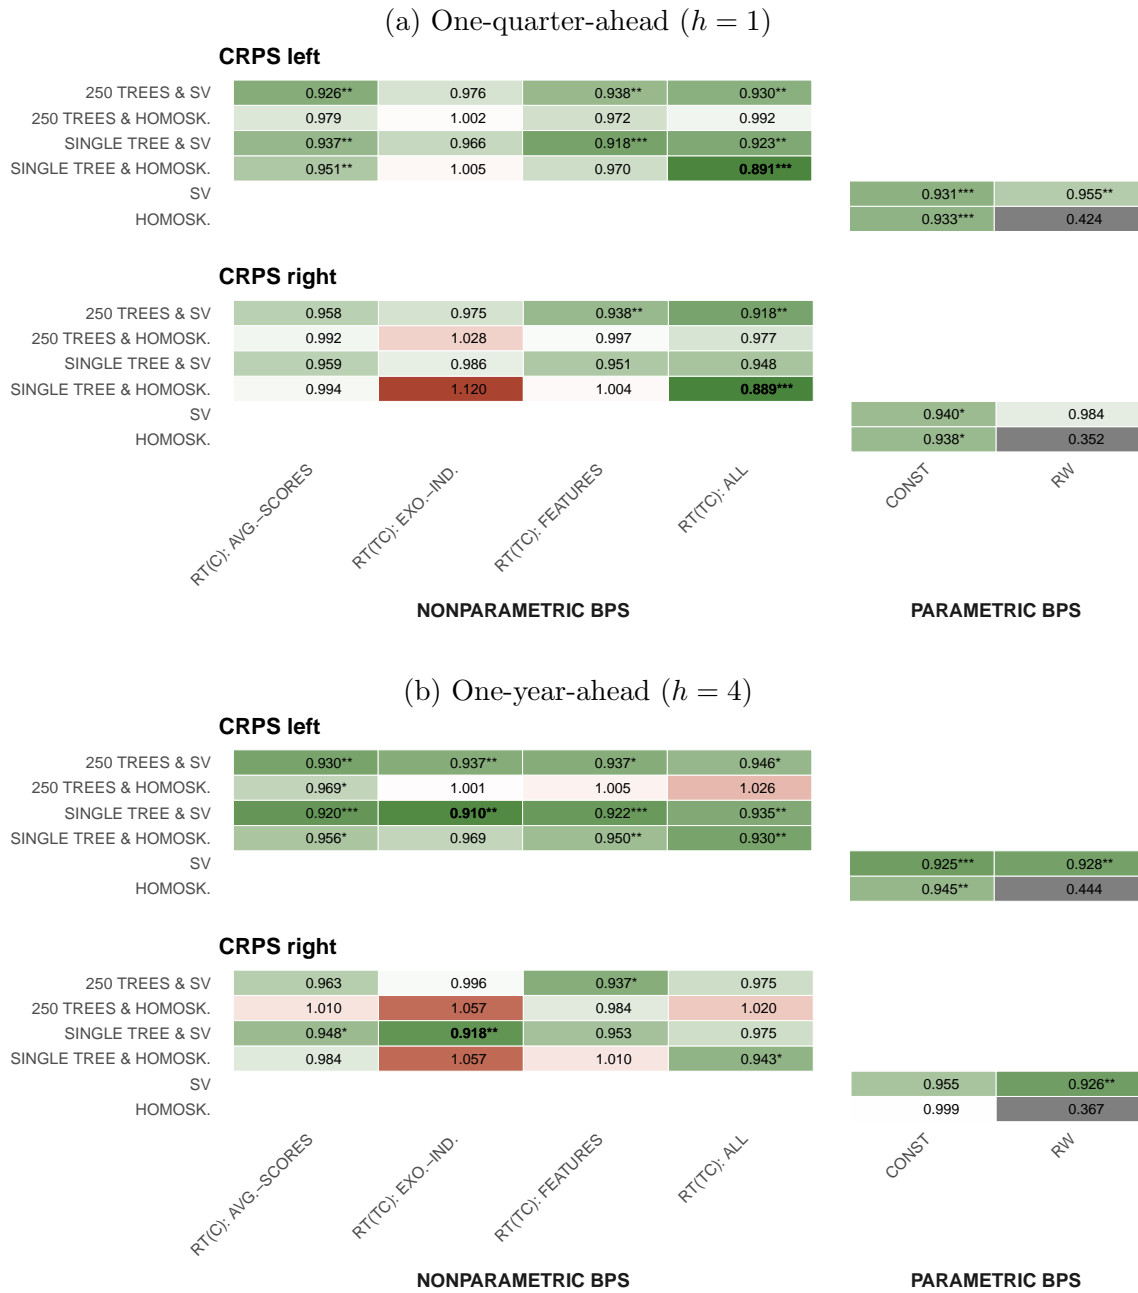 (a) One-quarter-ahead (h = 1)
CRPS left
250 TREES & SV 0.926** 0.976 0.938** 0.930**
250 TREES & HOMOSK. 0.979 1.002 0.972 0.992
SINGLE TREE & SV 0.937** 0.966 0.918*** 0.923**
SINGLE TREE & HOMOSK. 0.951** 1.005 0.970 0.891***
SV 0.931*** 0.955**
HOMOSK. 0.933*** 0.424
CRPS right
250 TREES & SV 0.958 0.975 0.938** 0.918**
250 TREES & HOMOSK. 0.992 1.028 0.997 0.977
SINGLE TREE & SV 0.959 0.986 0.951 0.948
SINGLE TREE & HOMOSK. 0.994 1.120 1.004 0.889***
SV 0.940* 0.984
HOMOSK. 0.938* 0.352
RT(C): AVG.−SCORES RT(TC): EXO.−IND. RT(TC): FEATURES RT(TC): ALL CONST RW
NONPARAMETRIC BPS PARAMETRIC BPS
(b) One-year-ahead (h = 4)
CRPS left
250 TREES & SV 0.930** 0.937** 0.937* 0.946*
250 TREES & HOMOSK. 0.969* 1.001 1.005 1.026
SINGLE TREE & SV 0.920*** 0.910** 0.922*** 0.935**
SINGLE TREE & HOMOSK. 0.956* 0.969 0.950** 0.930**
SV 0.925*** 0.928**
HOMOSK. 0.945** 0.444
CRPS right
250 TREES & SV 0.963 0.996 0.937* 0.975
250 TREES & HOMOSK. 1.010 1.057 0.984 1.020
SINGLE TREE & SV 0.948* 0.918** 0.953 0.975
SINGLE TREE & HOMOSK. 0.984 1.057 1.010 0.943*
SV 0.955 0.926**
HOMOSK. 0.999 0.367
RT(C): AVG.−SCORES RT(TC): EXO.−IND. RT(TC): FEATURES RT(TC): ALL CONST RW
NONPARAMETRIC BPS PARAMETRIC BPS